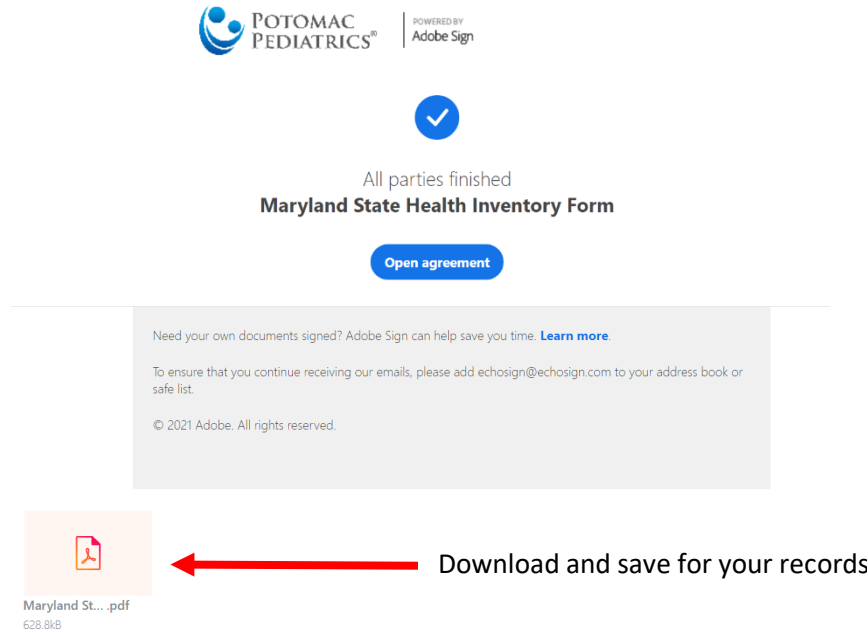 POTOMAC
PEDIATRICS®
POWERED BY
Adobe Sign
All parties finished
Maryland State Health Inventory Form
Open agreement
Need your own documents signed? Adobe Sign can help save you time. Learn more.
To ensure that you continue receiving our emails, please add echosign@echosign.com to your address book or
safe list.
© 2021 Adobe. All rights reserved.
Download and save for your records
Maryland St... .pdf
628.8kB